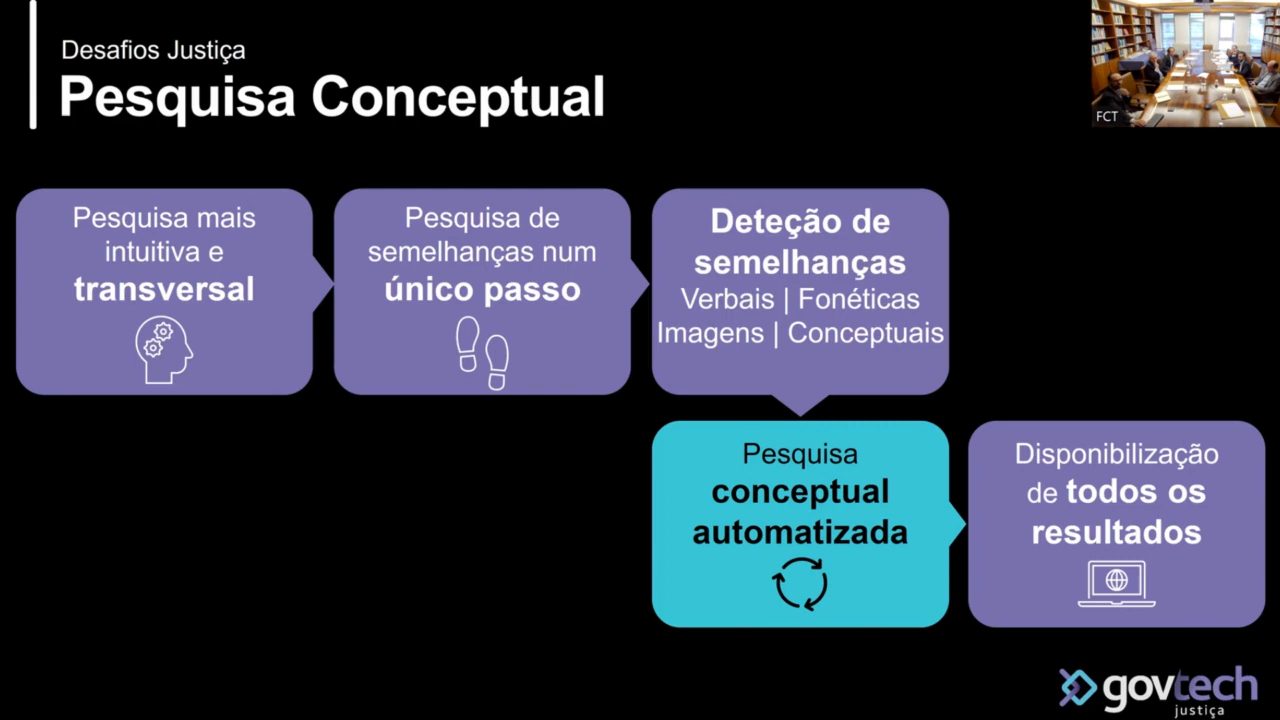 Desafios Justiça
Pesquisa Conceptual
FCT
Pesquisa mais
intuitiva e
transversal
Pesquisa de
semelhanças num
único passo
Deteção de
semelhanças
Verbais | Fonéticas
Imagens | Conceptuais
Pesquisa
conceptual
automatizada
Disponibilização
de todos os
resultados
govtech
justiça